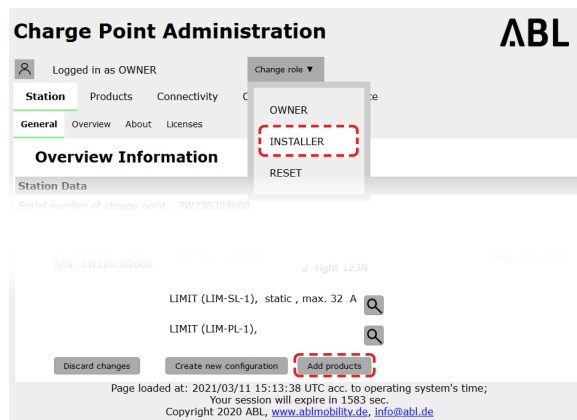 Charge Point Administration
ABL
Logged in as OWNER
Change role ▼
Station Products Connectivity
OWNER
General Overview About Licenses
INSTALLER
Overview Information
RESET
Station Data
Serial number of charge point: 3W226302608
S/N: 3W226302608
2 right 123N
LIMIT (LIM-SL-1), static , max. 32 A
LIMIT (LIM-PL-1),
Discard changes Create new configuration Add products
Page loaded at: 2021/03/11 15:13:38 UTC acc. to operating system's time;
Your session will expire in 1583 sec.
Copyright 2020 ABL, www.ablmobility.de, info@abl.de